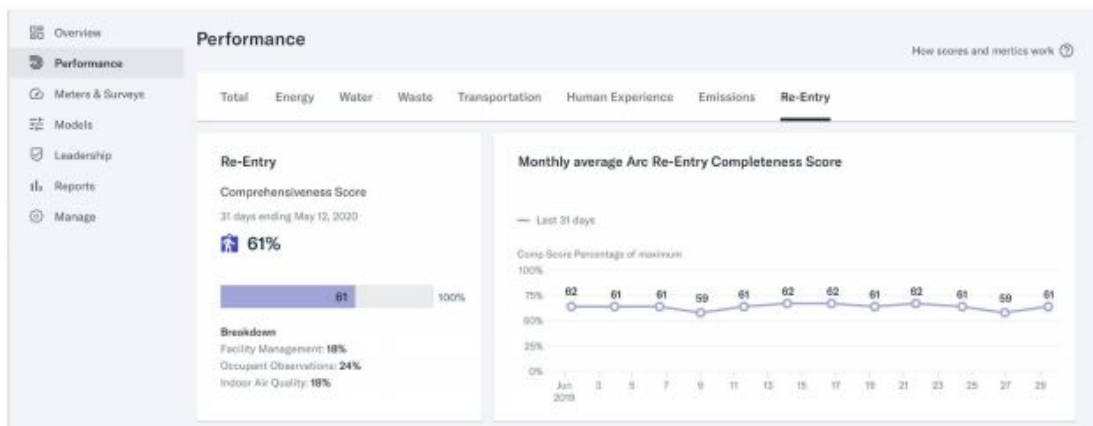 Overview
Performance
Meters & Surveys
Models
Leadership
Reports
Manage
Performance
How scores and mertics work
Total Energy Water Waste Transportation Human Experience Emissions Re-Entry
Re-Entry
Comprehensiveness Score
31 days ending May 12, 2020
61%
61 100%
Breakdown
Facility Management: 18%
Occupant Observations: 24%
Indoor Air Quality: 18%
Monthly average Arc Re-Entry Completeness Score
Last 31 days
Comp Score Percentage of maximum
100%
75%
60%
25%
0%
62 61 61 59 61 62 62 61 62 61 59 61
Jun 3 5 7 9 11 13 15 17 19 21 23 25 27 29
2019